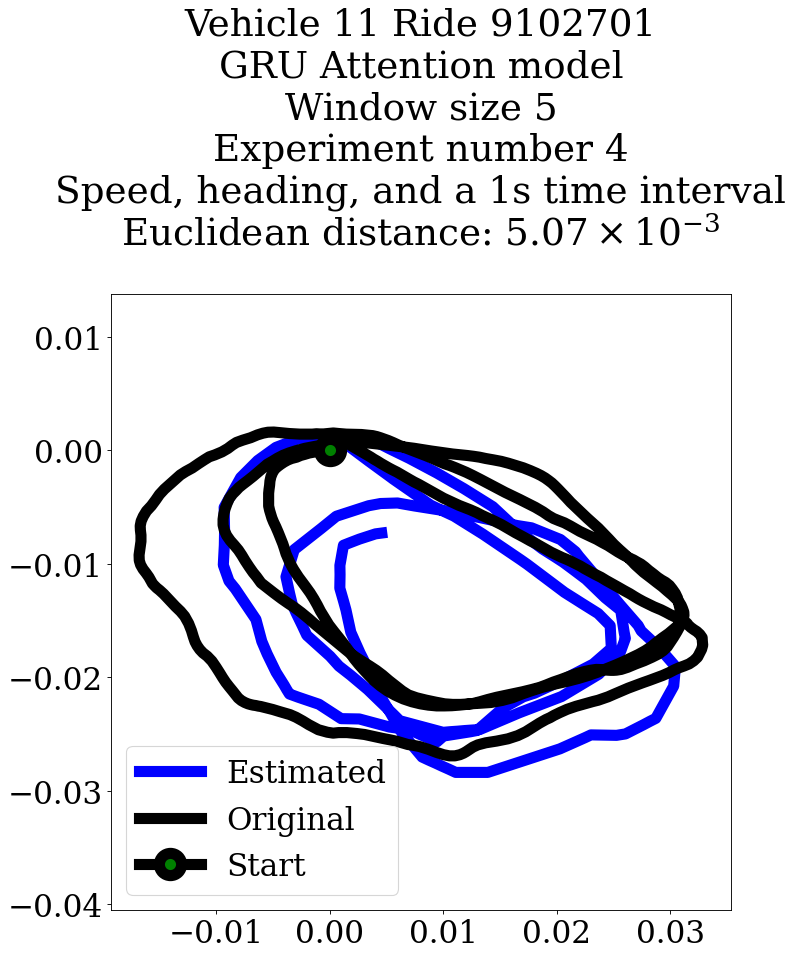 Vehicle 11 Ride 9102701
GRU Attention model
Window size 5
Experiment number 4
Speed, heading, and a 1s time interval
Euclidean distance: 5.07 × 10⁻³
0.01
0.00
−0.01
−0.02
−0.03
−0.04
Estimated
Original
Start
−0.01 0.00 0.01 0.02 0.03